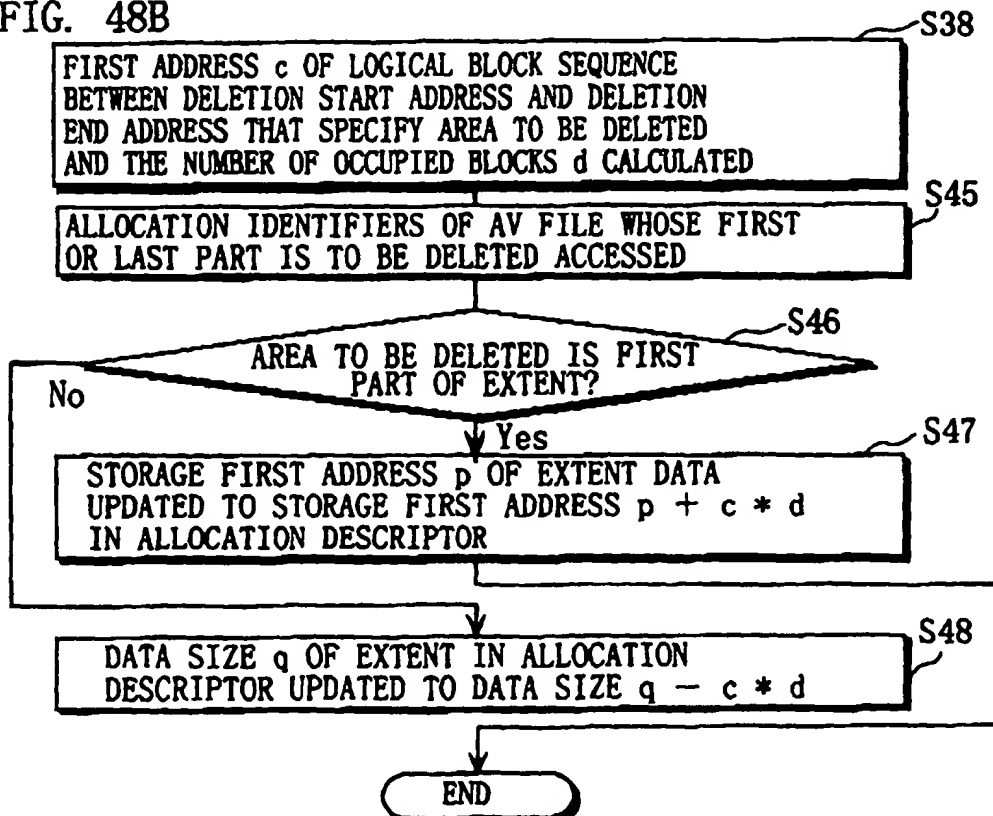 FIG. 48B
S38
FIRST ADDRESS c OF LOGICAL BLOCK SEQUENCE
BETWEEN DELETION START ADDRESS AND DELETION
END ADDRESS THAT SPECIFY AREA TO BE DELETED
AND THE NUMBER OF OCCUPIED BLOCKS d CALCULATED
S45
ALLOCATION IDENTIFIERS OF AV FILE WHOSE FIRST
OR LAST PART IS TO BE DELETED ACCESSED
S46
AREA TO BE DELETED IS FIRST
PART OF EXTENT?
No
Yes
S47
STORAGE FIRST ADDRESS p OF EXTENT DATA
UPDATED TO STORAGE FIRST ADDRESS p + c * d
IN ALLOCATION DESCRIPTOR
S48
DATA SIZE q OF EXTENT IN ALLOCATION
DESCRIPTOR UPDATED TO DATA SIZE q − c * d
END